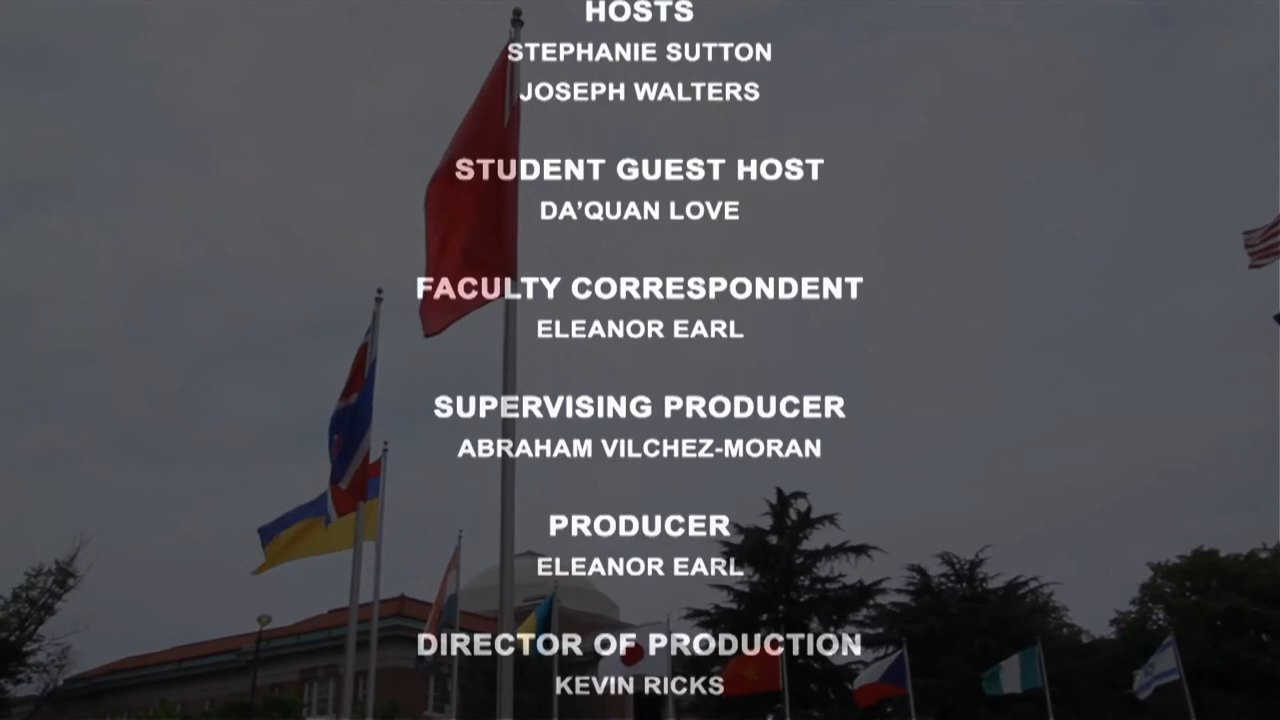 HOSTS
STEPHANIE SUTTON
JOSEPH WALTERS
STUDENT GUEST HOST
DA’QUAN LOVE
FACULTY CORRESPONDENT
ELEANOR EARL
SUPERVISING PRODUCER
ABRAHAM VILCHEZ-MORAN
PRODUCER
ELEANOR EARL
DIRECTOR OF PRODUCTION
KEVIN RICKS